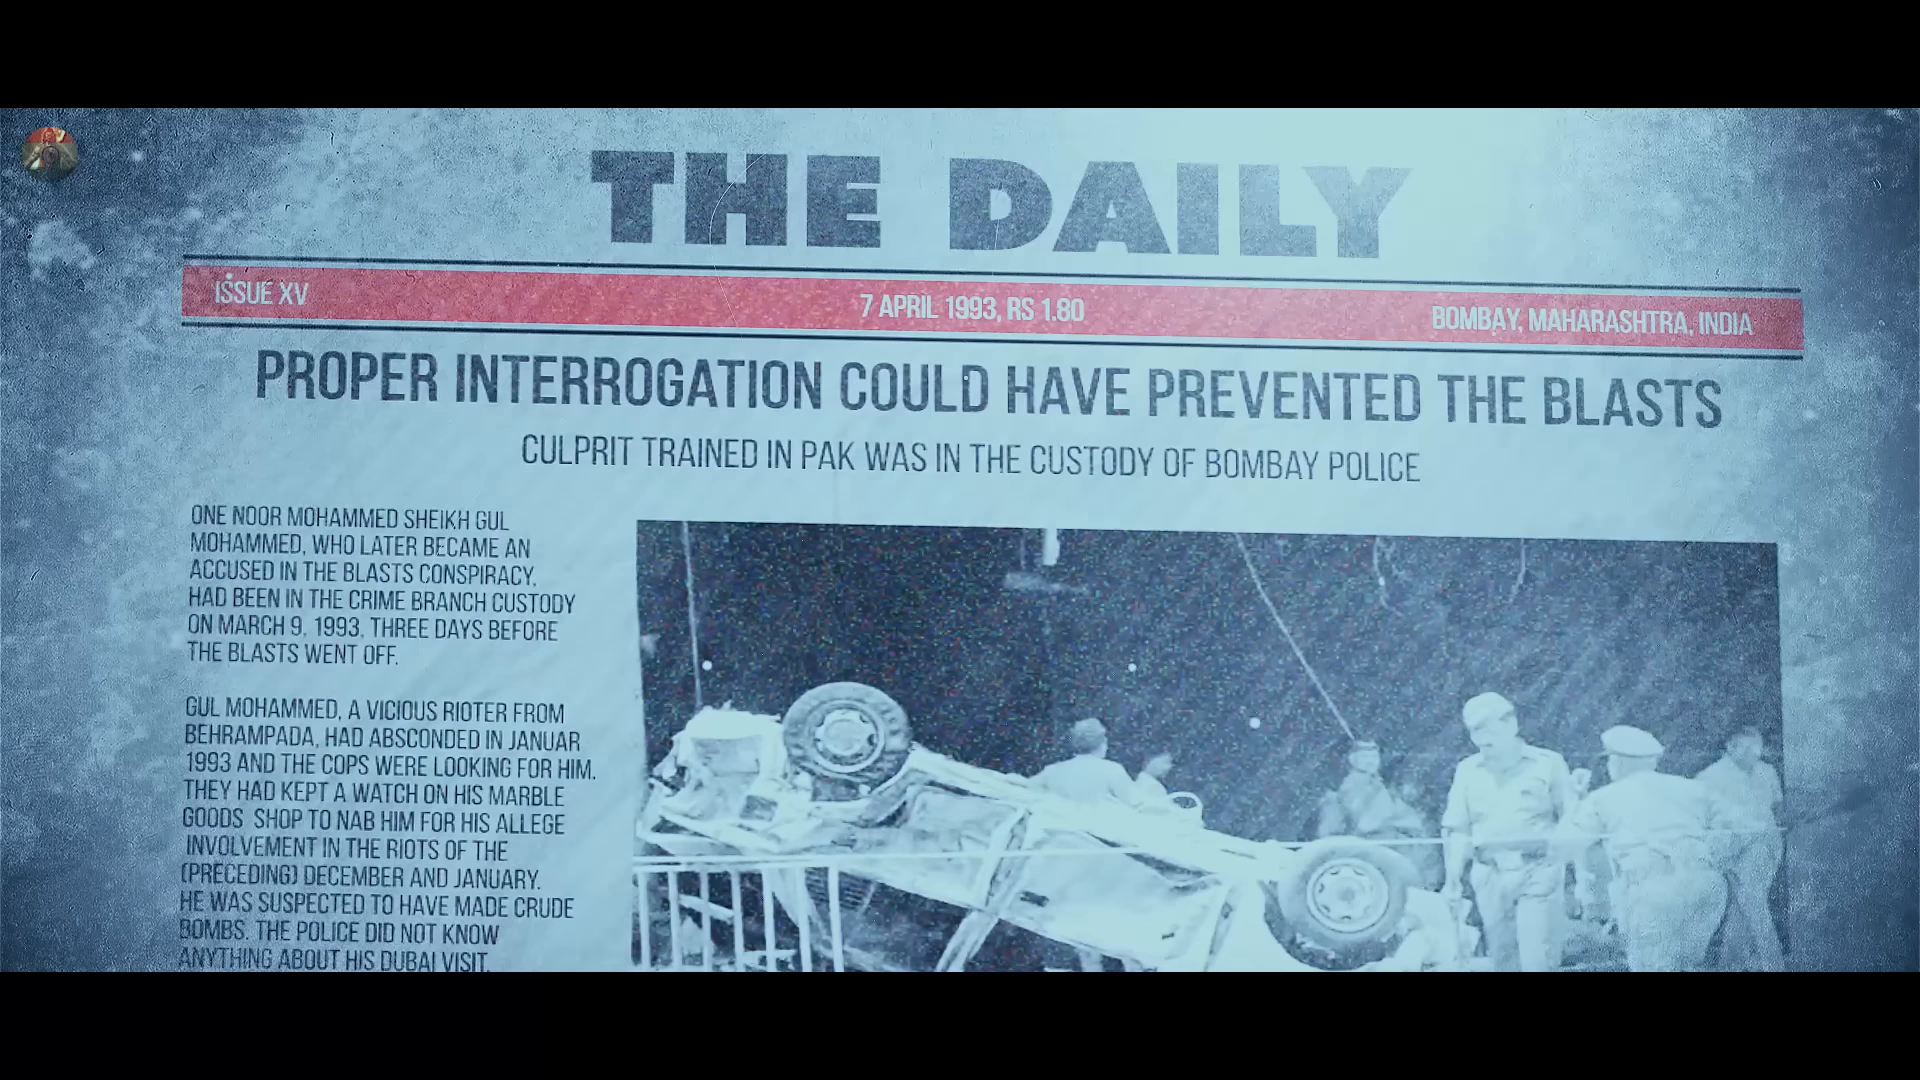 THE DAILY
ISSUE XV
7 APRIL 1993, RS 1.80
BOMBAY, MAHARASHTRA, INDIA
PROPER INTERROGATION COULD HAVE PREVENTED THE BLASTS
CULPRIT TRAINED IN PAK WAS IN THE CUSTODY OF BOMBAY POLICE
ONE NOOR MOHAMMED SHEIKH GUL
MOHAMMED, WHO LATER BECAME AN
ACCUSED IN THE BLASTS CONSPIRACY,
HAD BEEN IN THE CRIME BRANCH CUSTODY
ON MARCH 9, 1993, THREE DAYS BEFORE
THE BLASTS WENT OFF.
GUL MOHAMMED, A VICIOUS RIOTER FROM
BEHRAMPADA, HAD ABSCONDED IN JANUAR
1993 AND THE COPS WERE LOOKING FOR HIM.
THEY HAD KEPT A WATCH ON HIS MARBLE
GOODS SHOP TO NAB HIM FOR HIS ALLEGE
INVOLVEMENT IN THE RIOTS OF THE
(PRECEDING) DECEMBER AND JANUARY.
HE WAS SUSPECTED TO HAVE MADE CRUDE
BOMBS. THE POLICE DID NOT KNOW
ANYTHING ABOUT HIS DUBAI VISIT.